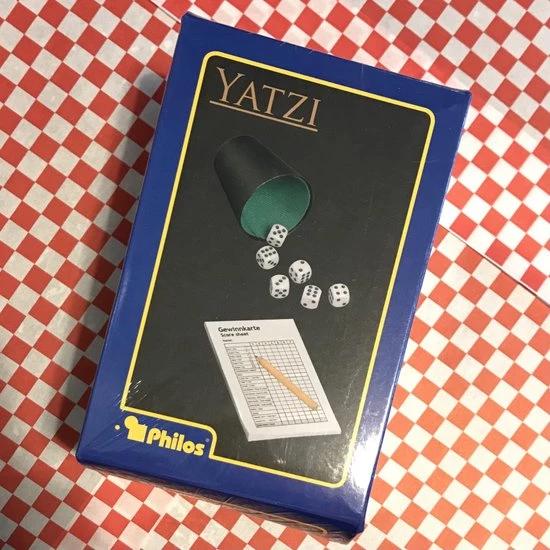 YATZI
Gewinnkarte
Score sheet
Philos